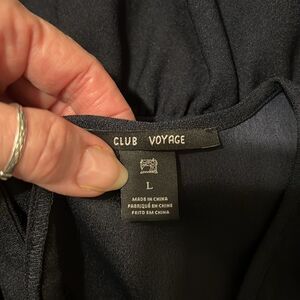 CLUB VOYAGE
L
MADE IN CHINA
FABRIQUÉ EN CHINE
FEITO EM CHINA